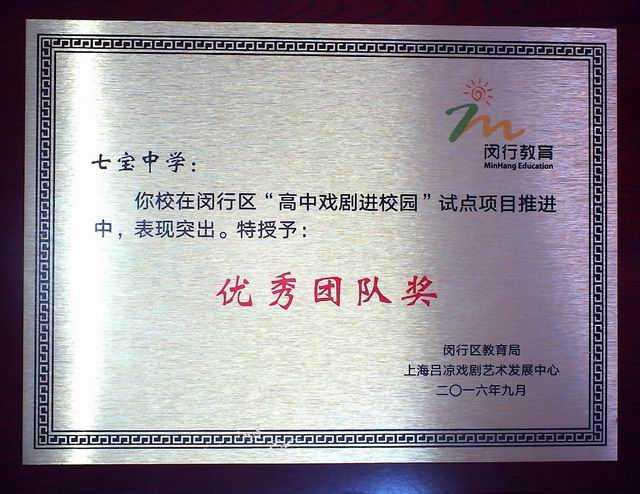 闵行教育
MinHang Education
七宝中学：
你校在闵行区“高中戏剧进校园”试点项目推进
中，表现突出。特授予：
优秀团队奖
闵行区教育局
上海吕凉戏剧艺术发展中心
二〇一六年九月